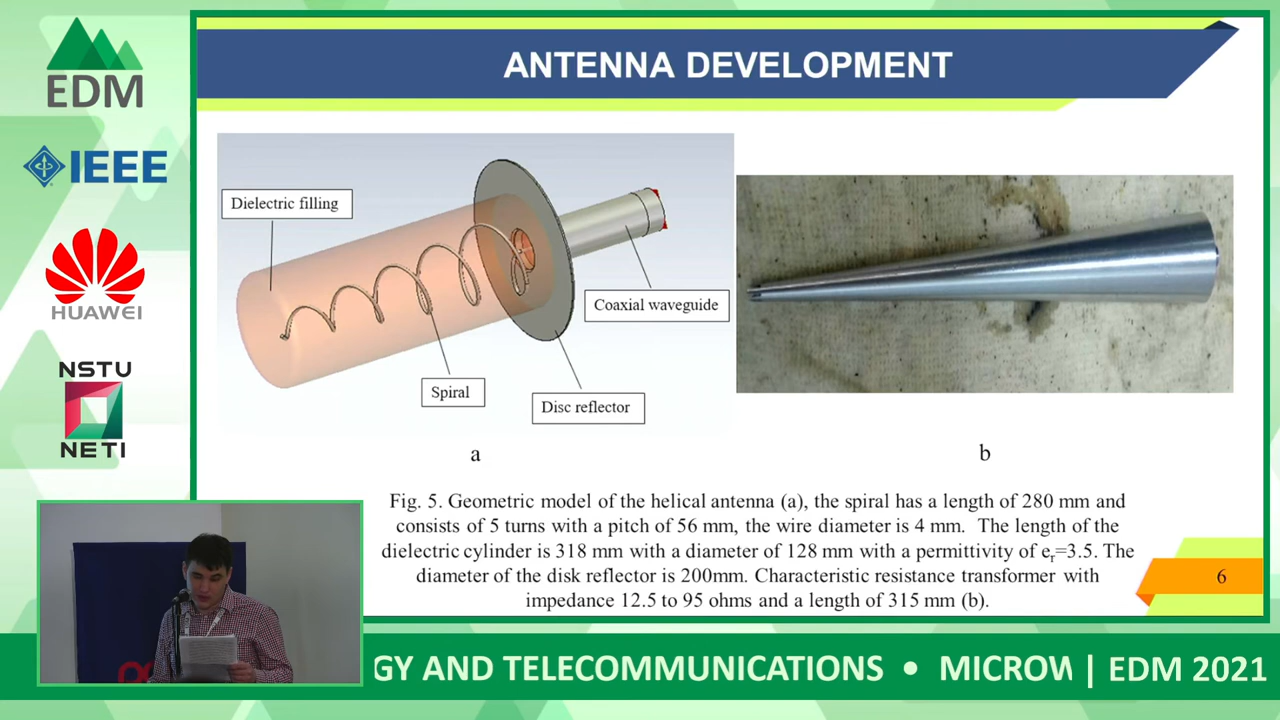 EDM
IEEE
HUAWEI
NSTU
NETI
ANTENNA DEVELOPMENT
Dielectric filling
Coaxial waveguide
Spiral
Disc reflector
a
b
Fig. 5. Geometric model of the helical antenna (a), the spiral has a length of 280 mm and
consists of 5 turns with a pitch of 56 mm, the wire diameter is 4 mm. The length of the
dielectric cylinder is 318 mm with a diameter of 128 mm with a permittivity of eᵣ=3.5. The
diameter of the disk reflector is 200mm. Characteristic resistance transformer with
impedance 12.5 to 95 ohms and a length of 315 mm (b).
6
GY AND TELECOMMUNICATIONS • MICROW | EDM 2021